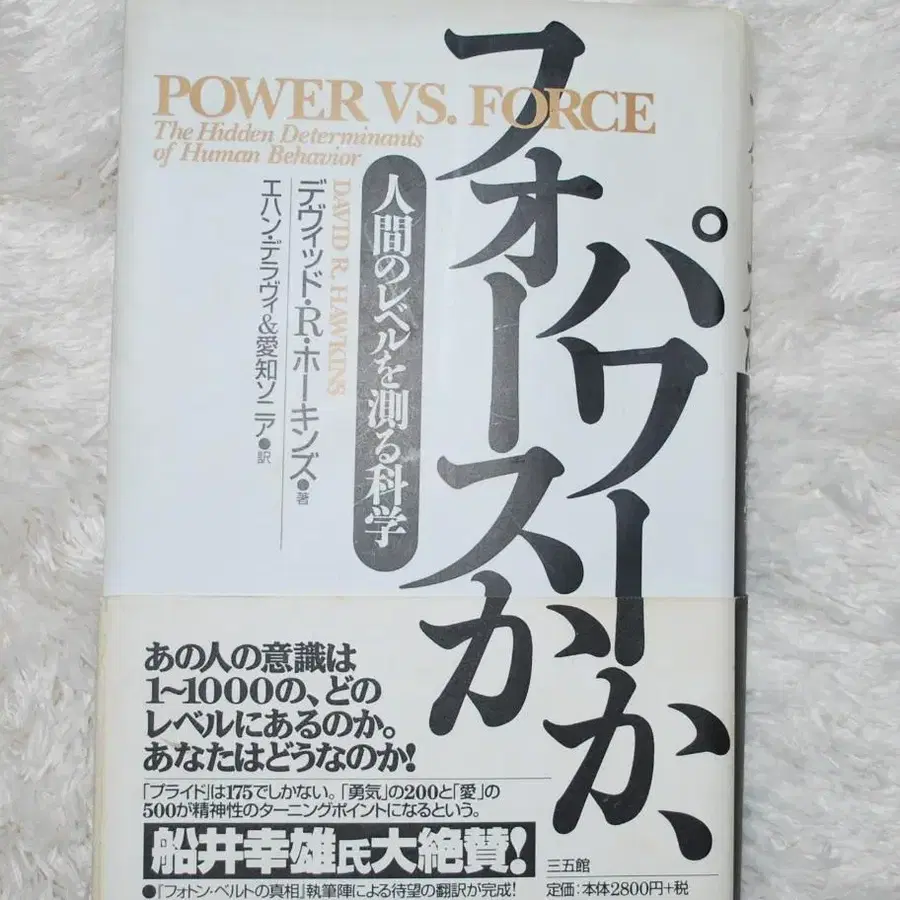 POWER VS. FORCE
The Hidden Determinants
of Human Behavior
パワーか、
フォースか
人間のレベルを測る科学
DAVID R. HAWKINS
デヴィッド・R・ホーキンズ●著
エハン・デラヴィ&愛知ソニア●訳
あの人の意識は
1~1000の、どの
レベルにあるのか。
あなたはどうなのか!
「プライド」は175でしかない。「勇気」の200と「愛」の
500が精神性のターニングポイントになるという。
船井幸雄氏大絶賛!
●『フォトン・ベルトの真相』執筆陣による待望の翻訳が完成!
三五館
定価:本体2800円+税